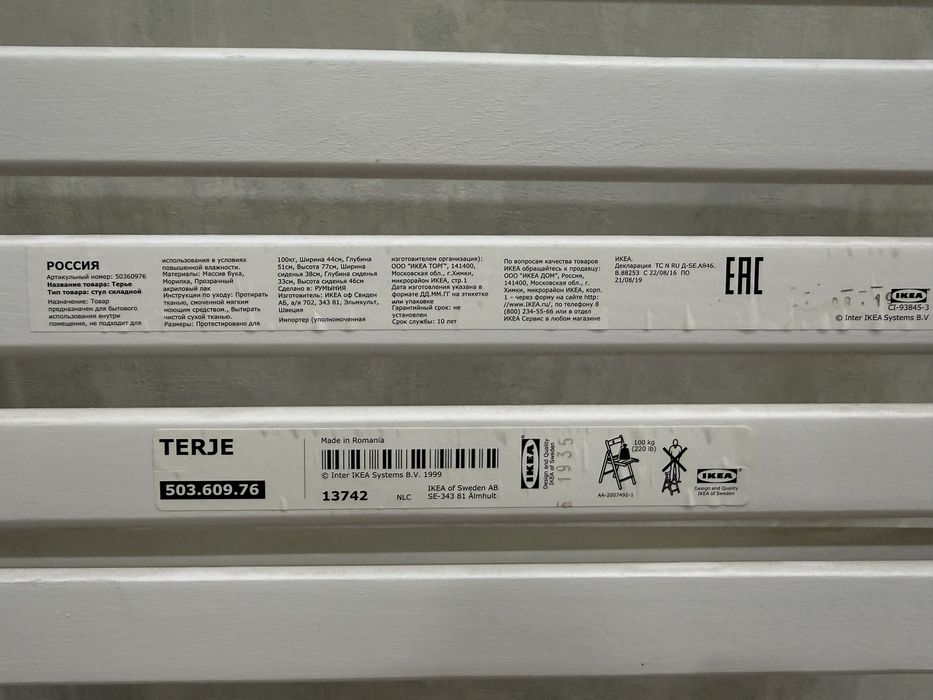 РОССИЯ
Артикульный номер: 50360976
Название товара: Терье
Тип товара: стул складной
Назначение: Товар
предназначен для бытового
использования внутри
помещения, не подходит для
использования в условиях
повышенной влажности.
Материалы: Массив бука,
Морилка, Прозрачный
акриловый лак
Инструкции по уходу: Протирать
тканью, смоченной мягким
моющим средством., Вытирать
чистой сухой тканью.
Размеры: Протестировано для
100кг, Ширина 44см, Глубина
51см, Высота 77см, Ширина
сиденья 38см, Глубина сиденья
33см, Высота сиденья 46см
Сделано в: РУМЫНИЯ
Изготовитель: ИКЕА оф Свиден
АБ, а/я 702, 343 81, Эльмхульт,
Швеция
Импортер (уполномоченная
изготовителем организация):
ООО "ИКЕА ТОРГ", 141400,
Московская обл., г.Химки,
микрорайон ИКЕА, стр.1
Дата изготовления указана в
формате ДД.ММ.ГГ на этикетке
или упаковке
Гарантийный срок: не
установлен
Срок службы: 10 лет
По вопросам качества товаров
ИКЕА обращайтесь к продавцу:
ООО "ИКЕА ДОМ", Россия,
141400, Московская обл., г.
Химки, микрорайон ИКЕА, корп.
1 – через форму на сайте http:
//www.IKEA.ru/, по телефону 8
(800) 234-55-66 или в отдел
ИКЕА Сервис в любом магазине
ИКЕА.
Декларация ТС N RU Д-SE.АЯ46.
В.88253 С 22/08/16 ПО
21/08/19
EAC
IKEA
CI-93845-3
© Inter IKEA Systems B.V
TERJE
503.609.76
Made in Romania
© Inter IKEA Systems B.V. 1999
13742
NLC
IKEA of Sweden AB
SE-343 81 Älmhult
IKEA
Design and Quality
IKEA of Sweden
1935
100 kg
(220 lb)
AA-2007492-1
IKEA
Design and Quality
IKEA of Sweden